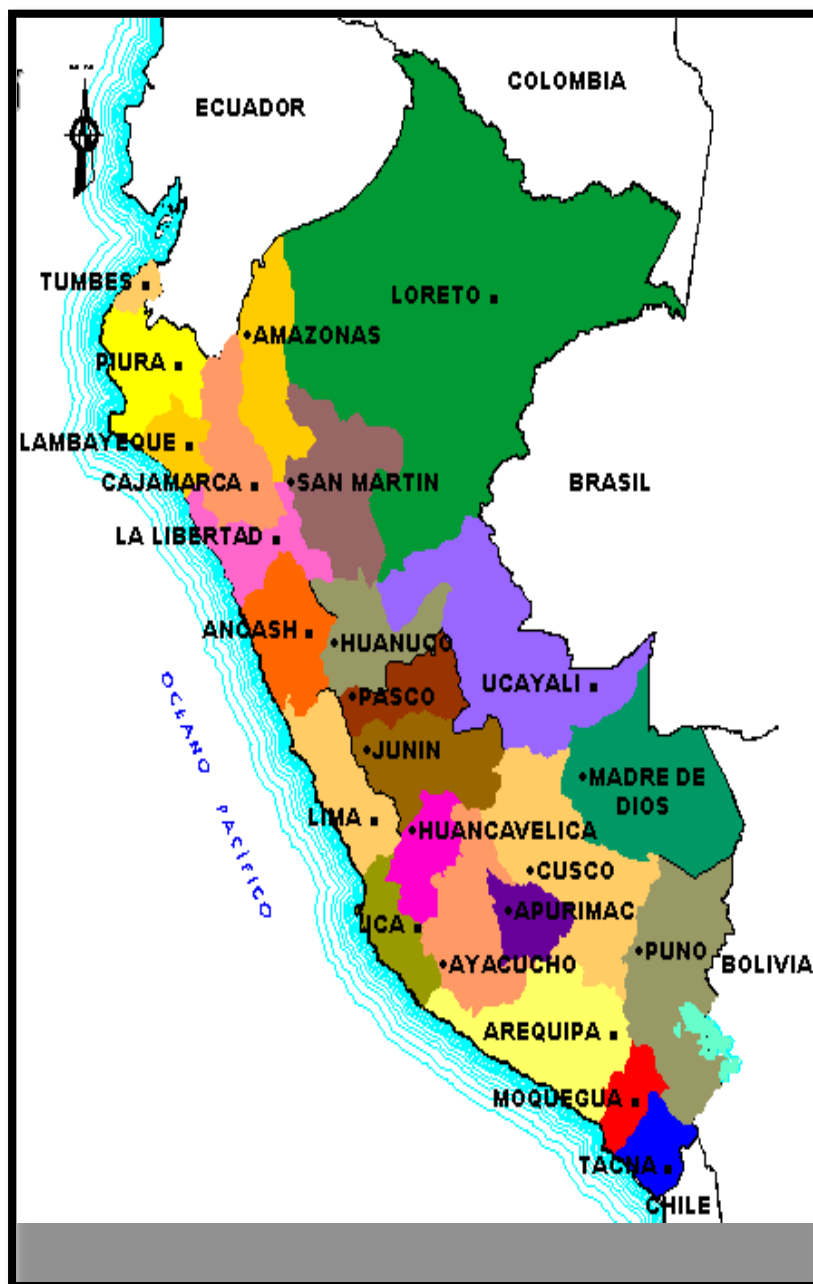 COLOMBIA
ECUADOR
TUMBES
LORETO
AMAZONAS
PIURA
LAMBAYEQUE
CAJAMARCA
SAN MARTIN
BRASIL
LA LIBERTAD
ANCASH
HUANUCO
UCAYALI
PASCO
OCEANO PACÍFICO
JUNIN
MADRE DE
DIOS
LIMA
HUANCAVELICA
CUSCO
APURIMAC
ICA
AYACUCHO
PUNO
BOLIVIA
AREQUIPA
MOQUEGUA
TACNA
CHILE